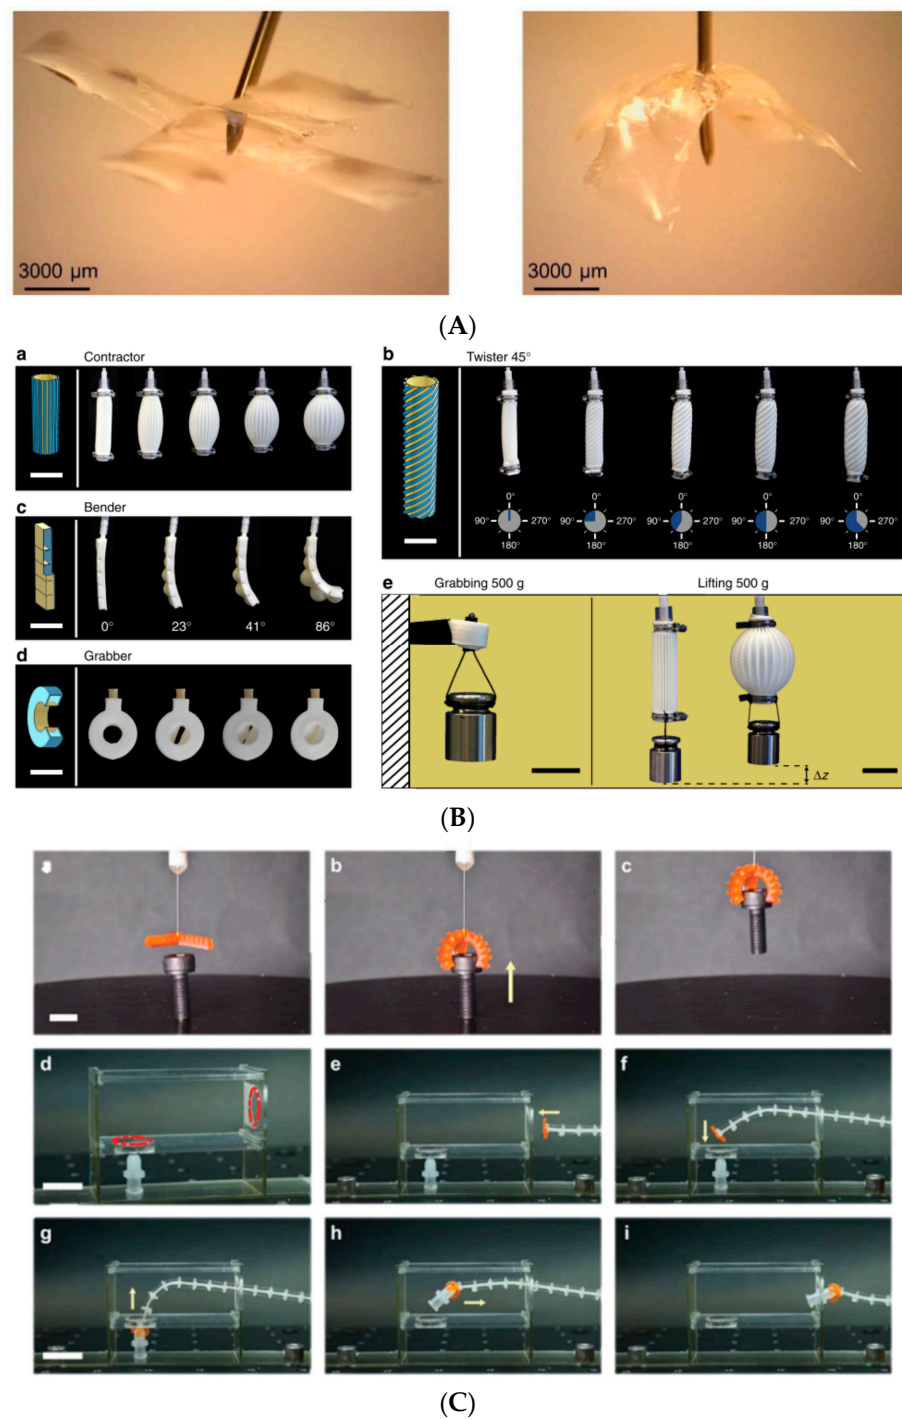 3000 µm
3000 µm
(A)
a Contractor
b Twister 45°
0° 0° 0° 0° 0°
90° 270° 90° 270° 90° 270° 90° 270° 90° 270°
180° 180° 180° 180° 180°
c Bender
0° 23° 41° 86°
d Grabber
e Grabbing 500 g Lifting 500 g
Δz
(B)
a b c
d e f
g h i
(C)